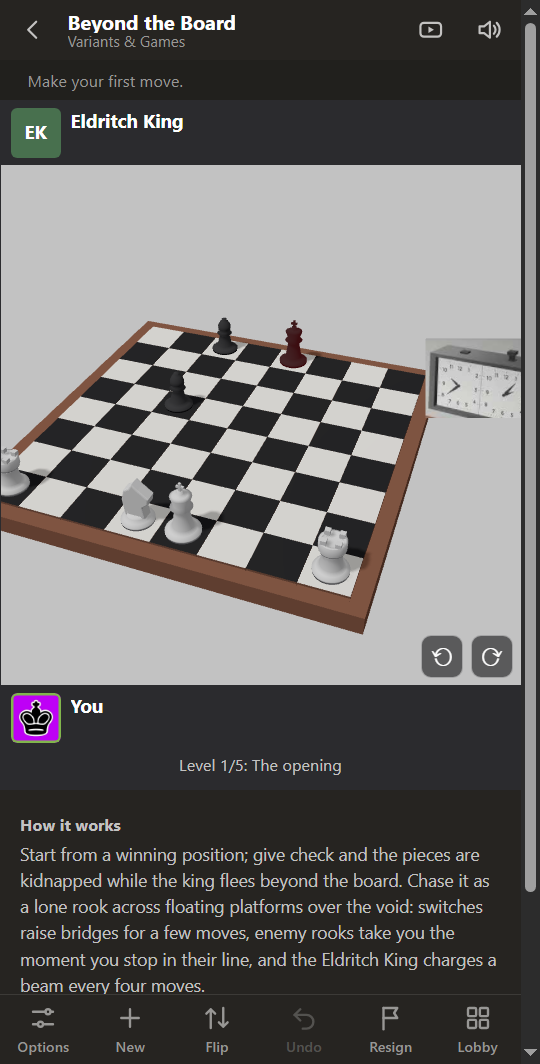 Beyond the Board
Variants & Games
Make your first move.
EK
Eldritch King
You
Level 1/5: The opening
How it works
Start from a winning position; give check and the pieces are
kidnapped while the king flees beyond the board. Chase it as
a lone rook across floating platforms over the void: switches
raise bridges for a few moves, enemy rooks take you the
moment you stop in their line, and the Eldritch King charges a
beam every four moves.
Options
New
Flip
Undo
Resign
Lobby